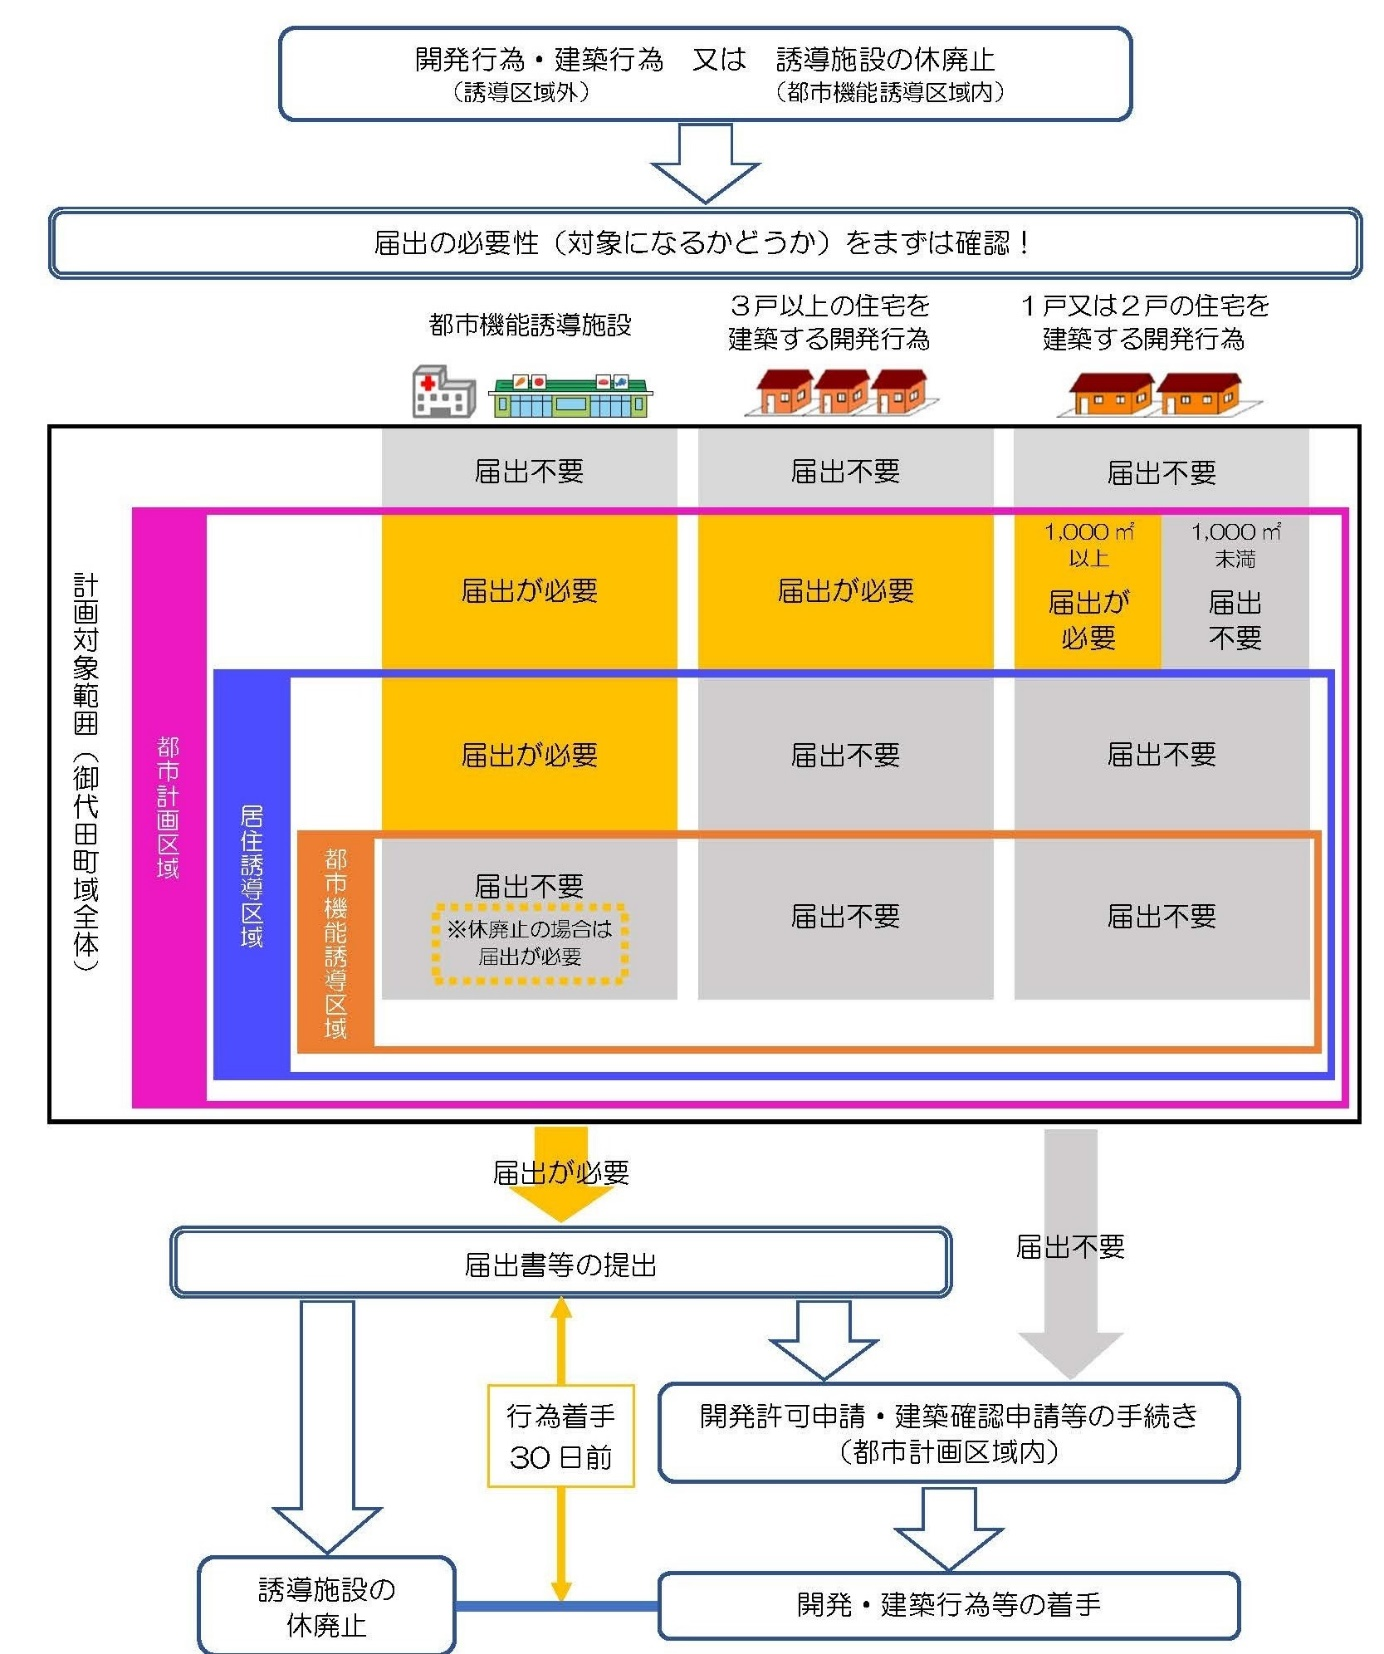 開発行為・建築行為　又は　誘導施設の休廃止
（誘導区域外）　（都市機能誘導区域内）
届出の必要性（対象になるかどうか）をまずは確認！
都市機能誘導施設
３戸以上の住宅を
建築する開発行為
１戸又は２戸の住宅を
建築する開発行為
計画対象範囲（御代田町域全体）
届出不要
届出不要
届出不要
都市計画区域
届出が必要
届出が必要
1,000㎡
以上
届出が
必要
1,000㎡
未満
届出
不要
居住誘導区域
届出が必要
届出不要
届出不要
都市機能誘導区域
届出不要
※休廃止の場合は
届出が必要
届出不要
届出不要
届出が必要
届出不要
届出書等の提出
行為着手
30日前
開発許可申請・建築確認申請等の手続き
（都市計画区域内）
誘導施設の
休廃止
開発・建築行為等の着手